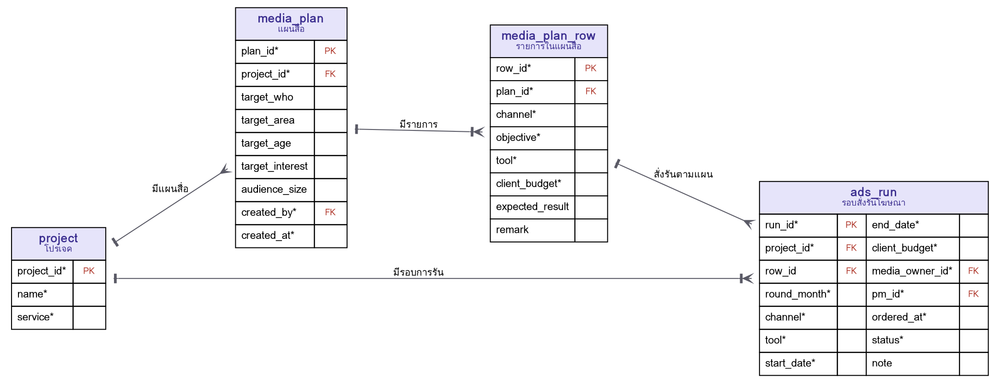 media_plan
แผนสื่อ
plan_id* PK
project_id* FK
target_who
target_area
target_age
target_interest
audience_size
created_by* FK
created_at*
media_plan_row
รายการในแผนสื่อ
row_id* PK
plan_id* FK
channel*
objective*
tool*
client_budget*
expected_result
remark
มีรายการ
สั่งรันตามแผน
มีแผนสื่อ
project
โปรเจค
project_id* PK
name*
service*
มีรอบการรัน
ads_run
รอบสั่งรันโฆษณา
run_id* PK end_date*
project_id* FK client_budget*
row_id FK media_owner_id* FK
round_month* pm_id* FK
channel* ordered_at*
tool* status*
start_date* note